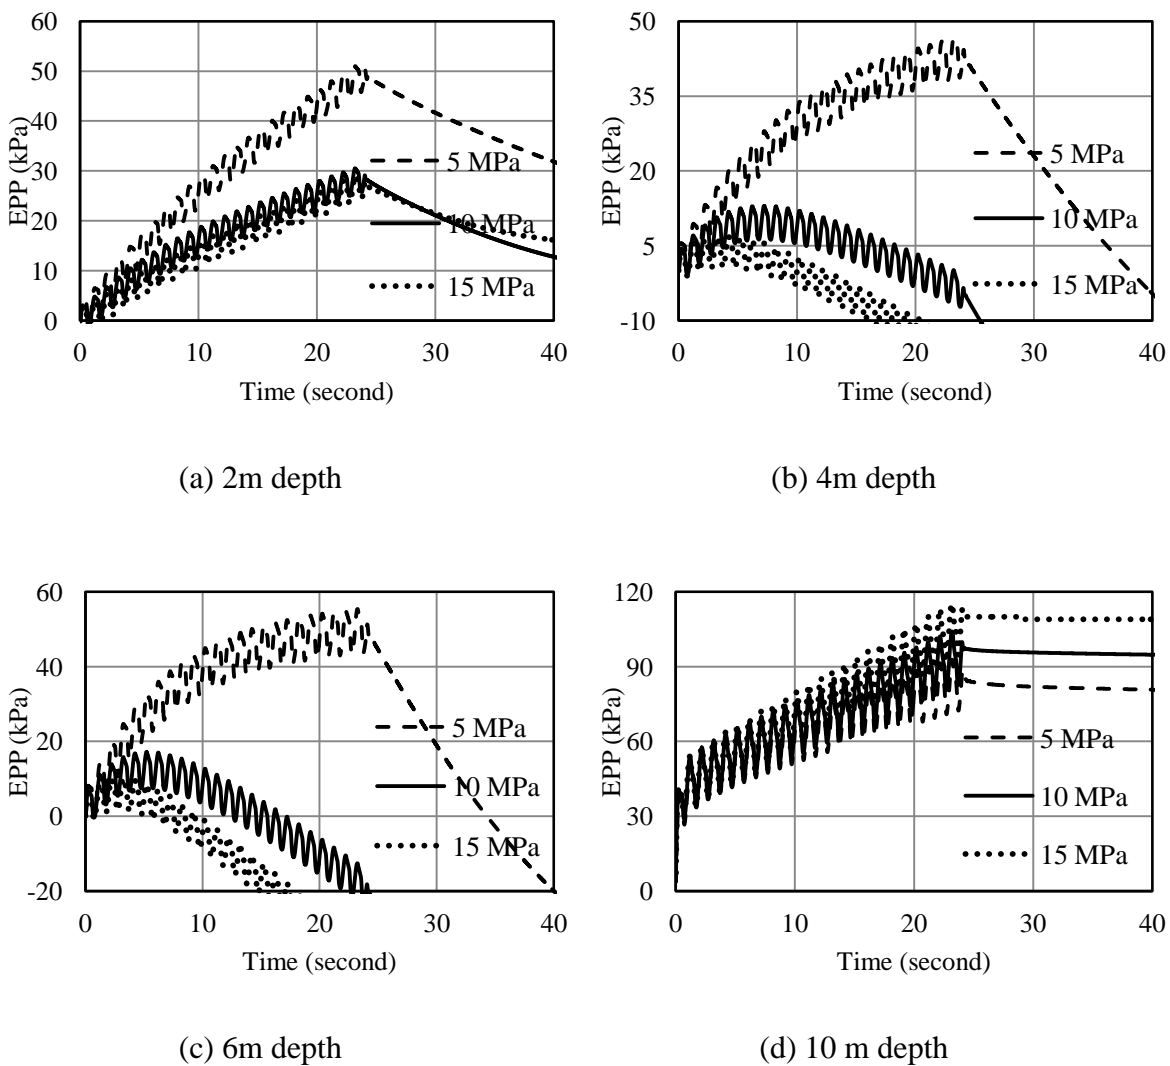 60
50
40
30
20
10
0
EPP (kPa)
5 MPa
10 MPa
15 MPa
0 10 20 30 40
Time (second)
(a) 2m depth
50
35
20
5
-10
EPP (kPa)
5 MPa
10 MPa
15 MPa
0 10 20 30 40
Time (second)
(b) 4m depth
60
40
20
0
-20
EPP (kPa)
5 MPa
10 MPa
15 MPa
0 10 20 30 40
Time (second)
(c) 6m depth
120
90
60
30
0
EPP (kPa)
5 MPa
10 MPa
15 MPa
0 10 20 30 40
Time (second)
(d) 10 m depth